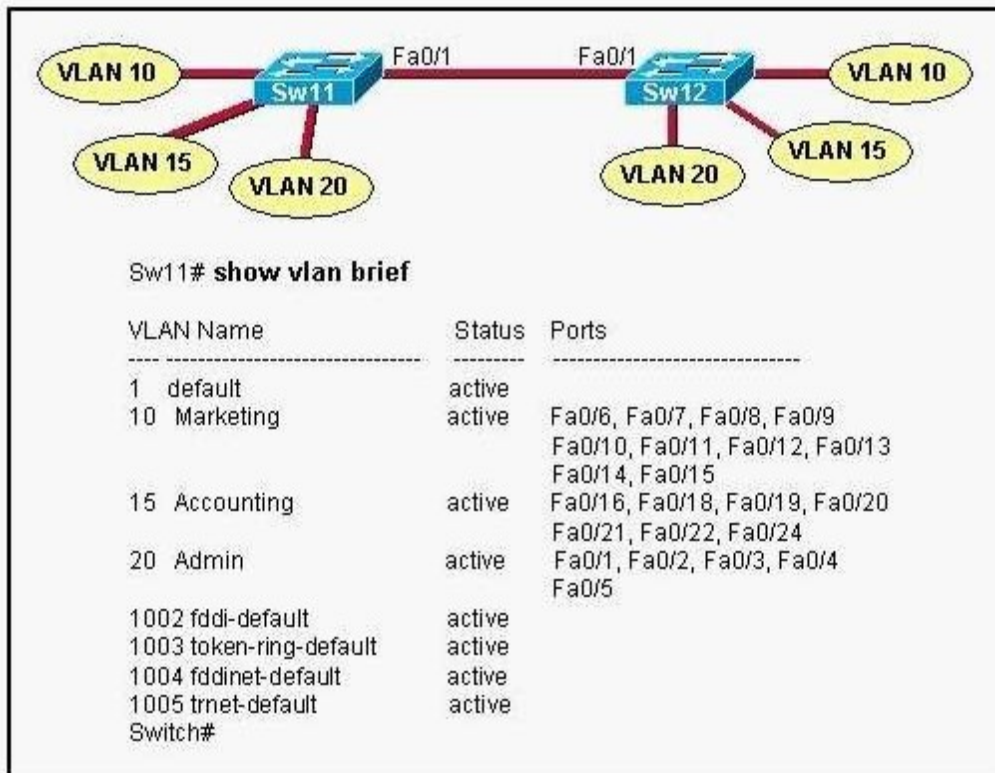 Fa0/1 Fa0/1
VLAN 10 Sw11 Sw12 VLAN 10
VLAN 15 VLAN 20 VLAN 20 VLAN 15
Sw11# show vlan brief
VLAN Name Status Ports
---- -------------------------------- --------- -------------------------------
1 default active
10 Marketing active Fa0/6, Fa0/7, Fa0/8, Fa0/9
Fa0/10, Fa0/11, Fa0/12, Fa0/13
Fa0/14, Fa0/15
15 Accounting active Fa0/16, Fa0/18, Fa0/19, Fa0/20
Fa0/21, Fa0/22, Fa0/24
20 Admin active Fa0/1, Fa0/2, Fa0/3, Fa0/4
Fa0/5
1002 fddi-default active
1003 token-ring-default active
1004 fddinet-default active
1005 trnet-default active
Switch#